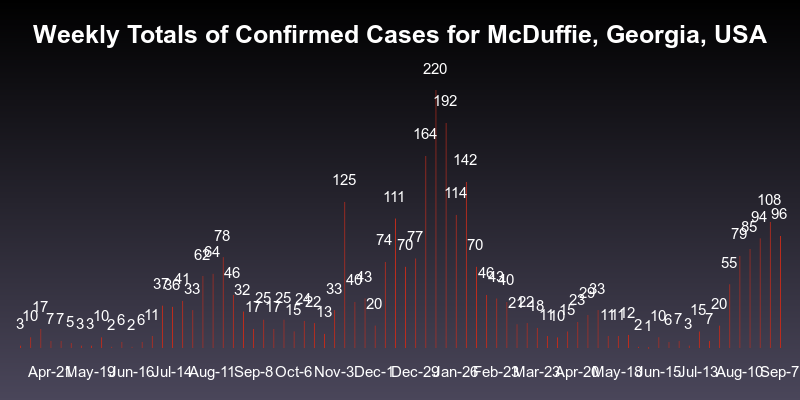 Weekly Totals of Confirmed Cases for McDuffie, Georgia, USA
3 10 17 7 7 5 3 3 10 2 6 2 6 11 37 36 41 33 62 64 78 46 32 17 25 17 25 15 24 22 13 33 125 40 43 20 74 111 70 77 164 220 192 114 142 70 46 43 40 21 22 18 11 10 15 23 29 33 11 11 12 2 1 10 6 7 3 15 7 20 55 79 85 94 108 96
Apr-21 May-19 Jun-16 Jul-14 Aug-11 Sep-8 Oct-6 Nov-3 Dec-1 Dec-29 Jan-26 Feb-23 Mar-23 Apr-20 May-18 Jun-15 Jul-13 Aug-10 Sep-7